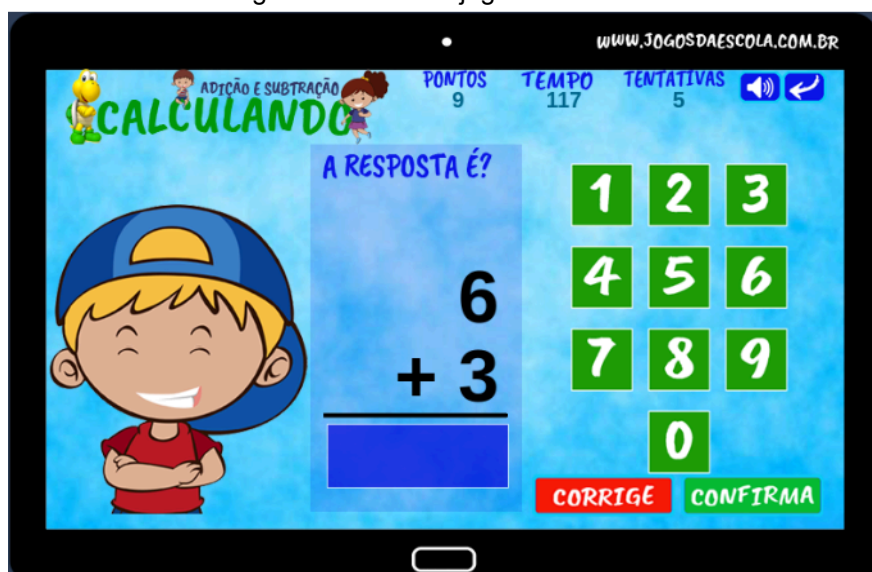 WWW.JOGOSDAESCOLA.COM.BR
ADIÇÃO E SUBTRAÇÃO
CALCULANDO
PONTOS TEMPO TENTATIVAS
9 117 5
A RESPOSTA É?
1 2 3
6
4 5 6
+ 3
7 8 9
0
CORRIGE CONFIRMA